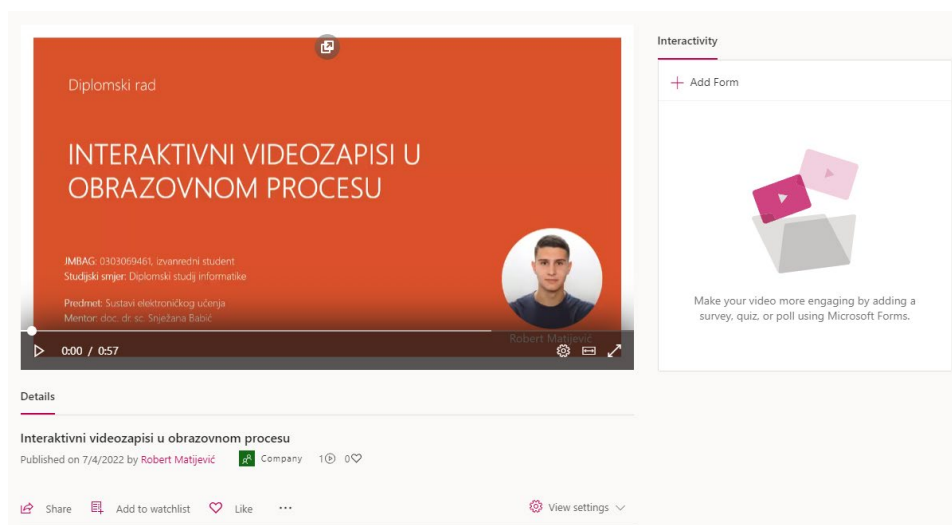 Interactivity
Add Form
Diplomski rad
INTERAKTIVNI VIDEOZAPISI U
OBRAZOVNOM PROCESU
JMBAG: 0303069461, izvanredni student
Studijski smjer: Diplomski studij informatike
Predmet: Sustavi elektroničkog učenja
Mentor: doc. dr. sc. Snježana Babić
Robert Matijević
0:00 / 0:57
Make your video more engaging by adding a
survey, quiz, or poll using Microsoft Forms.
Details
Interaktivni videozapisi u obrazovnom procesu
Published on 7/4/2022 by Robert Matijević Company 1 0
Share Add to watchlist Like ... View settings